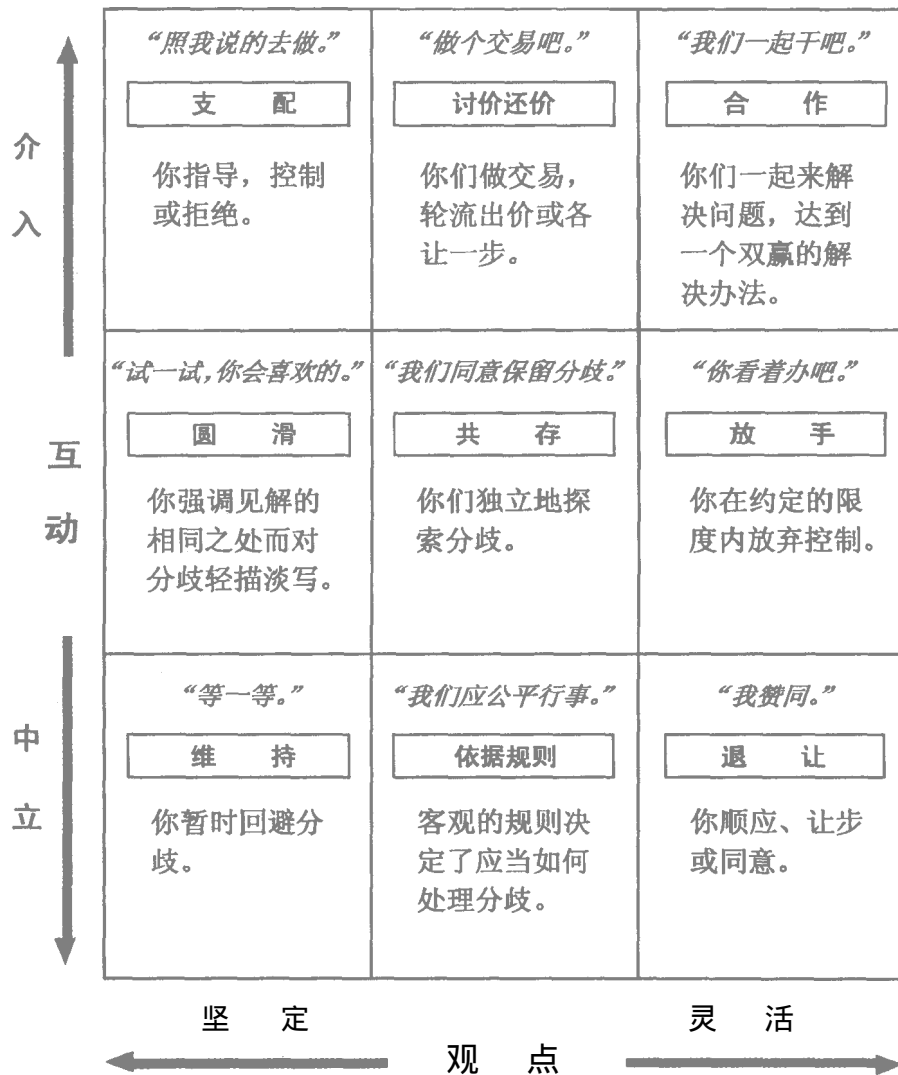 “照我说的去做。”
支 配
你指导，控制
或拒绝。
“做个交易吧。”
讨价还价
你们做交易，
轮流出价或各
让一步。
“我们一起干吧。”
合 作
你们一起来解
决问题，达到
一个双赢的解
决办法。
“试一试，你会喜欢的。”
圆 滑
你强调见解的
相同之处而对
分歧轻描淡写。
“我们同意保留分歧。”
共 存
你们独立地探
索分歧。
“你看着办吧。”
放 手
你在约定的限
度内放弃控制。
“等一等。”
维 持
你暂时回避分
歧。
“我们应公平行事。”
依据规则
客观的规则决
定了应当如何
处理分歧。
“我赞同。”
退 让
你顺应、让步
或同意。
介
入
互
动
中
立
坚 定
灵 活
观 点